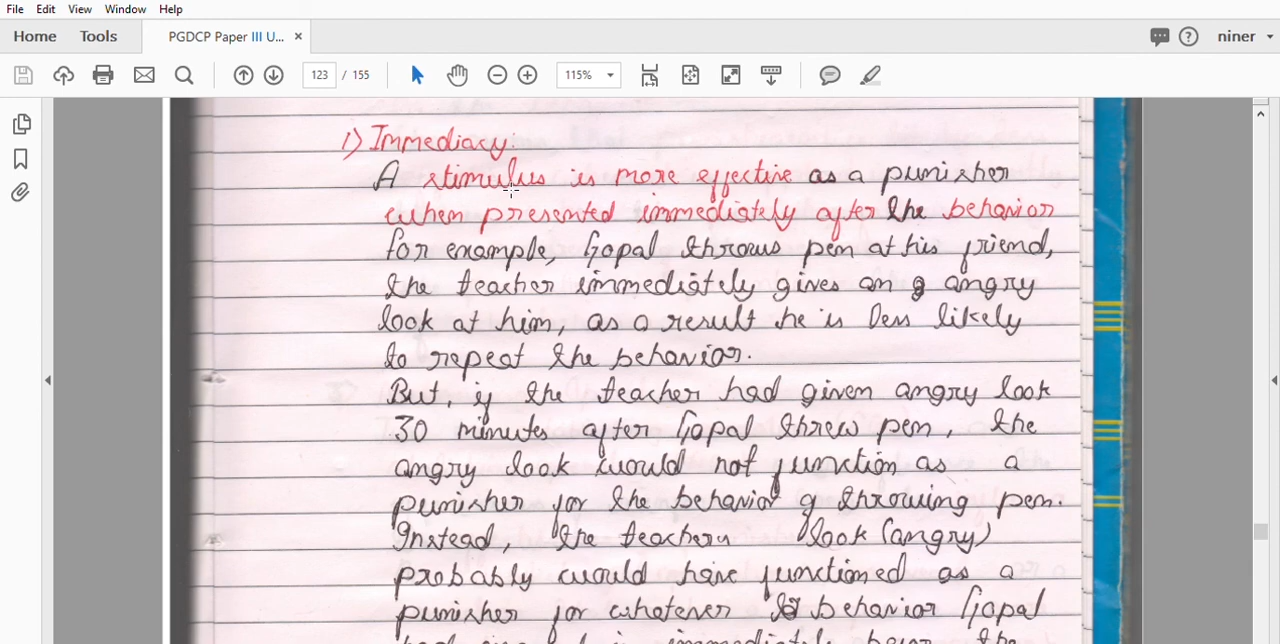 File Edit View Window Help
Home Tools PGDCP Paper III U... × niner
123 / 155 115%
1) Immediacy:
A stimulus is more effective as a punisher
when presented immediately after the behavior
for example, Gopal throws pen at his friend,
the teacher immediately gives an angry
look at him, as a result he is less likely
to repeat the behavior.
But, if the teacher had given angry look
30 minutes after Gopal threw pen, the
angry look would not function as a
punisher for the behavior of throwing pen.
Instead, the teachers look (angry)
probably would have functioned as a
punisher for whatever behavior Gopal